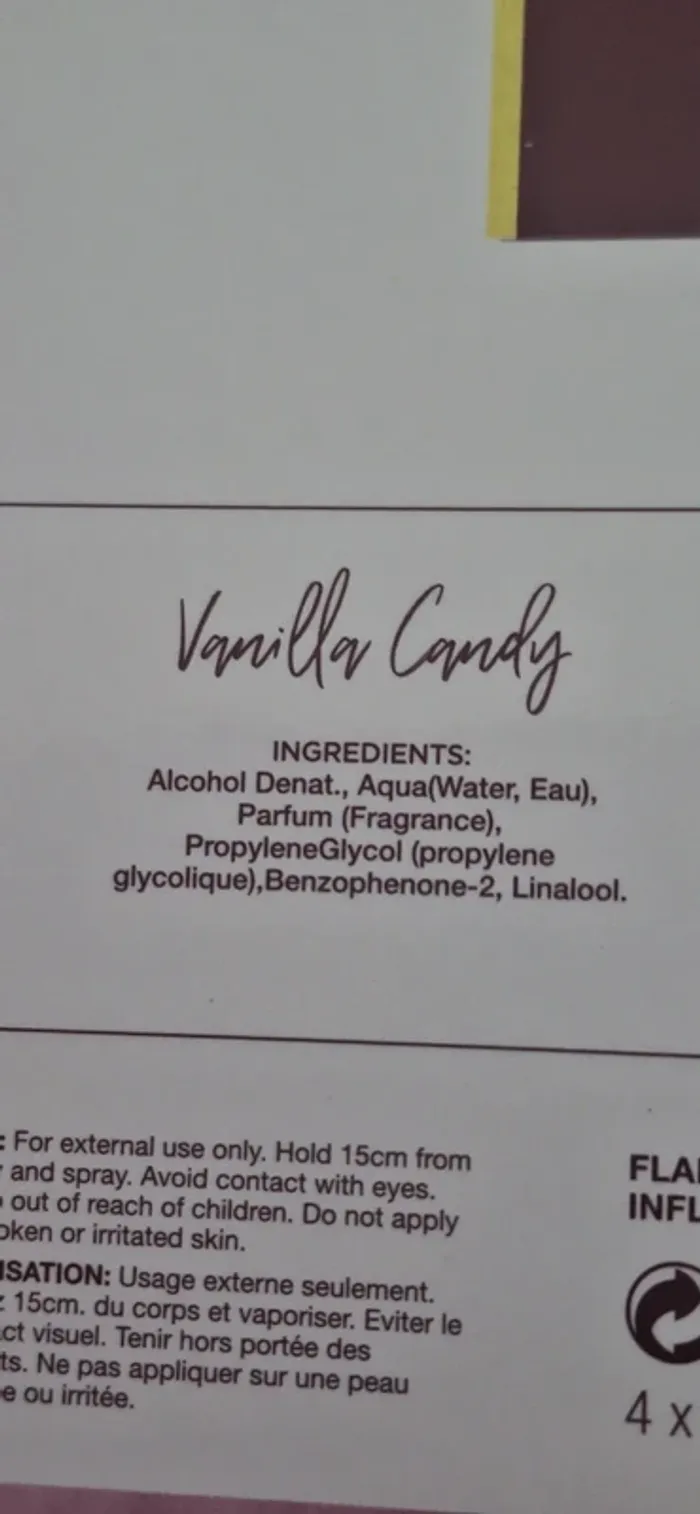 Vanilla Candy
INGREDIENTS:
Alcohol Denat., Aqua(Water, Eau),
Parfum (Fragrance),
PropyleneGlycol (propylene
glycolique),Benzophenone-2, Linalool.
: For external use only. Hold 15cm from
and spray. Avoid contact with eyes.
out of reach of children. Do not apply
oken or irritated skin.
ISATION: Usage externe seulement.
z 15cm. du corps et vaporiser. Eviter le
ct visuel. Tenir hors portée des
ts. Ne pas appliquer sur une peau
e ou irritée.
FLA
INFL
4 x